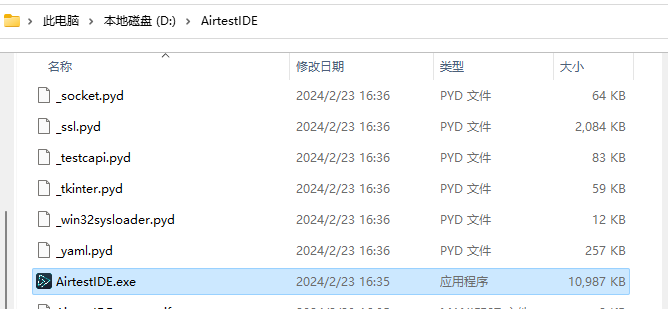 此电脑 > 本地磁盘 (D:) > AirtestIDE
名称 修改日期 类型 大小
_socket.pyd 2024/2/23 16:36 PYD 文件 64 KB
_ssl.pyd 2024/2/23 16:36 PYD 文件 2,084 KB
_testcapi.pyd 2024/2/23 16:36 PYD 文件 83 KB
_tkinter.pyd 2024/2/23 16:36 PYD 文件 59 KB
_win32sysloader.pyd 2024/2/23 16:36 PYD 文件 12 KB
_yaml.pyd 2024/2/23 16:36 PYD 文件 257 KB
AirtestIDE.exe 2024/2/23 16:35 应用程序 10,987 KB